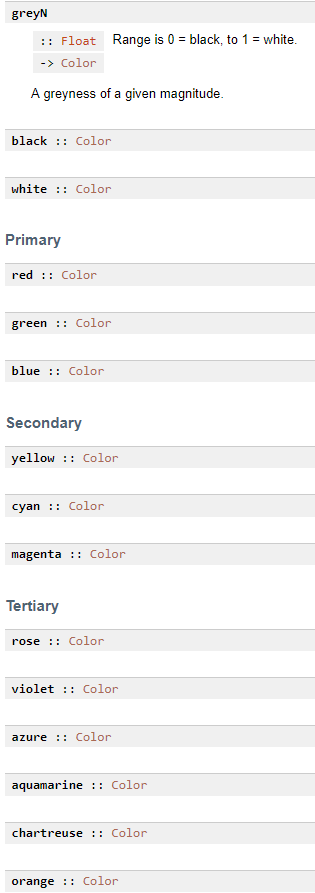 greyN
:: Float Range is 0 = black, to 1 = white.
-> Color
A greyness of a given magnitude.
black :: Color
white :: Color
Primary
red :: Color
green :: Color
blue :: Color
Secondary
yellow :: Color
cyan :: Color
magenta :: Color
Tertiary
rose :: Color
violet :: Color
azure :: Color
aquamarine :: Color
chartreuse :: Color
orange :: Color